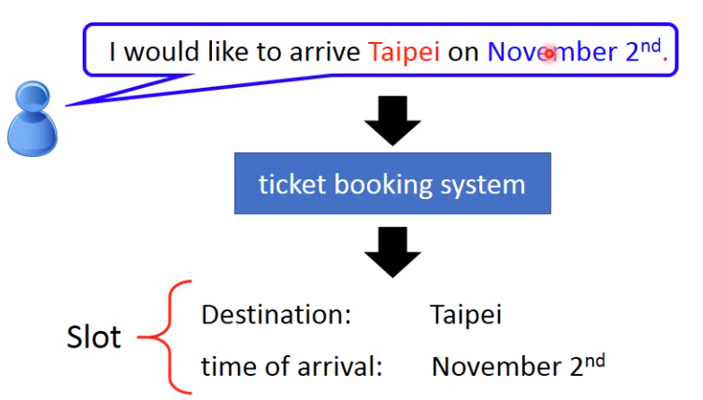 I would like to arrive Taipei on November 2nd.
ticket booking system
Slot
Destination: Taipei
time of arrival: November 2nd